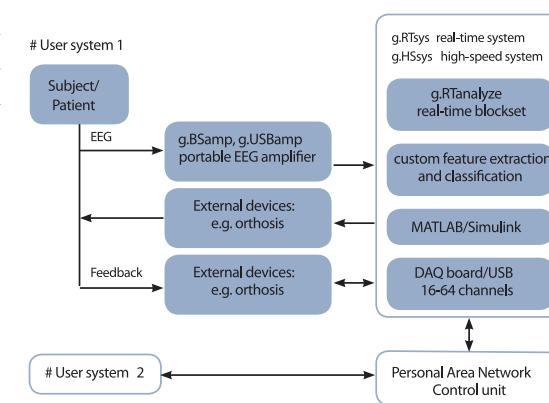 # User system 1
Subject/
Patient
EEG
g.BSamp, g.USBamp
portable EEG amplifier
External devices:
e.g. orthosis
Feedback
External devices:
e.g. orthosis
g.RTsys real-time system
g.HSsys high-speed system
g.RTanalyze
real-time blockset
custom feature extraction
and classification
MATLAB/Simulink
DAQ board/USB
16-64 channels
# User system 2
Personal Area Network
Control unit